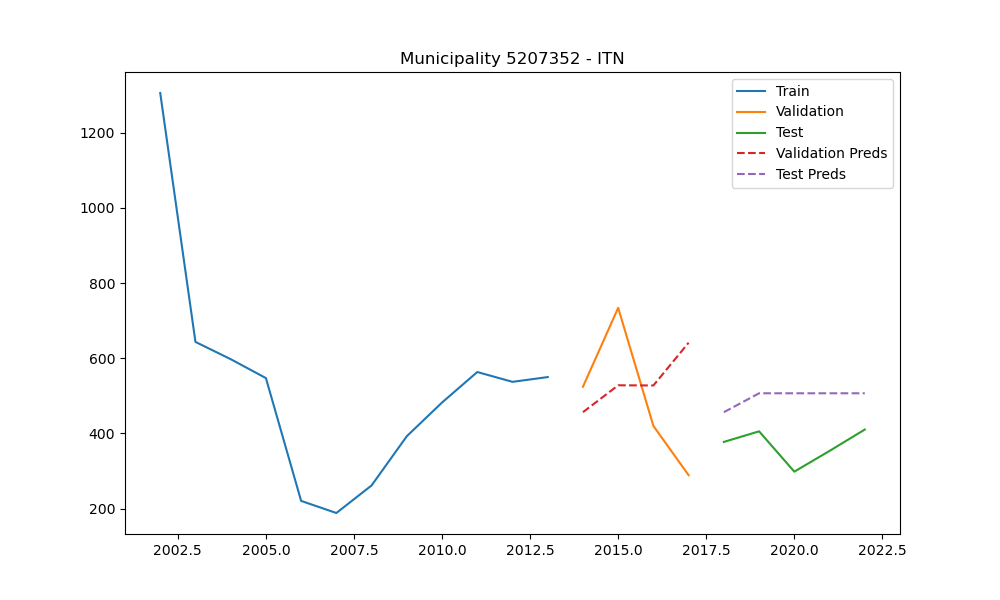 Municipality 5207352 - ITN
Train
Validation
Test
Validation Preds
Test Preds
1200
1000
800
600
400
200
2002.5 2005.0 2007.5 2010.0 2012.5 2015.0 2017.5 2020.0 2022.5